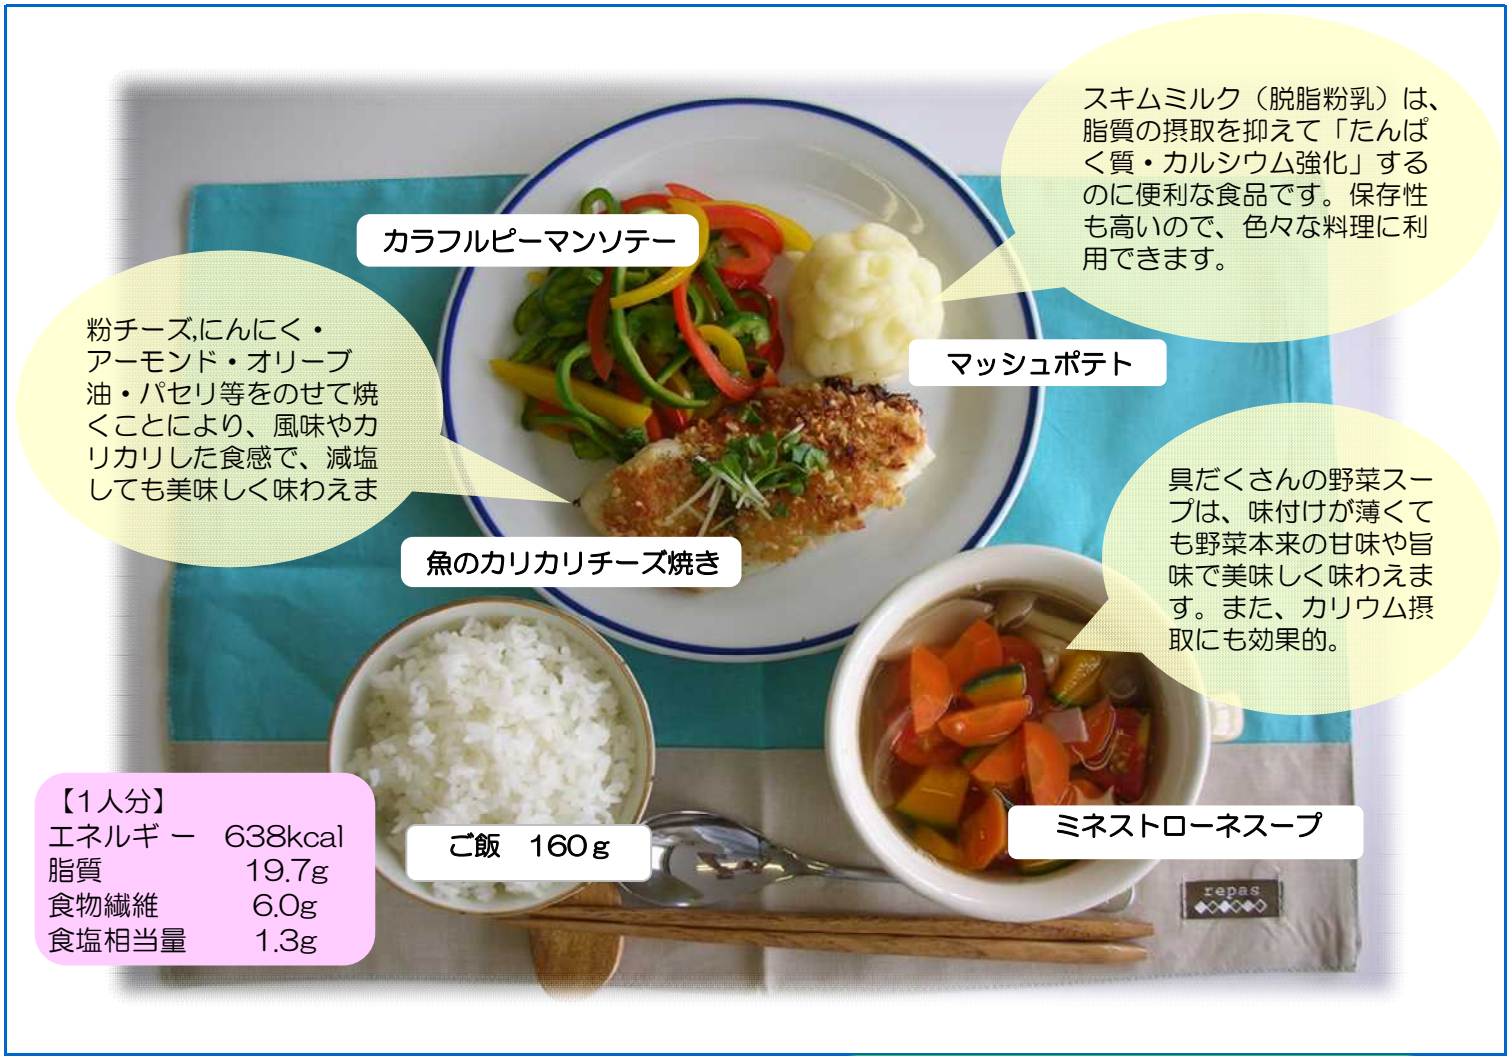 スキムミルク（脱脂粉乳）は、
脂質の摂取を抑えて「たんぱ
く質・カルシウム強化」する
のに便利な食品です。保存性
も高いので、色々な料理に利
用できます。
カラフルピーマンソテー
粉チーズ,にんにく・
アーモンド・オリーブ
油・パセリ等をのせて焼
くことにより、風味やカ
リカリした食感で、減塩
しても美味しく味わえま
マッシュポテト
具だくさんの野菜スー
プは、味付けが薄くて
も野菜本来の甘味や旨
味で美味しく味わえま
す。また、カリウム摂
取にも効果的。
魚のカリカリチーズ焼き
【1人分】
エネルギー 638kcal
脂質 19.7g
食物繊維 6.0g
食塩相当量 1.3g
ご飯 160g
ミネストローネスープ
repas